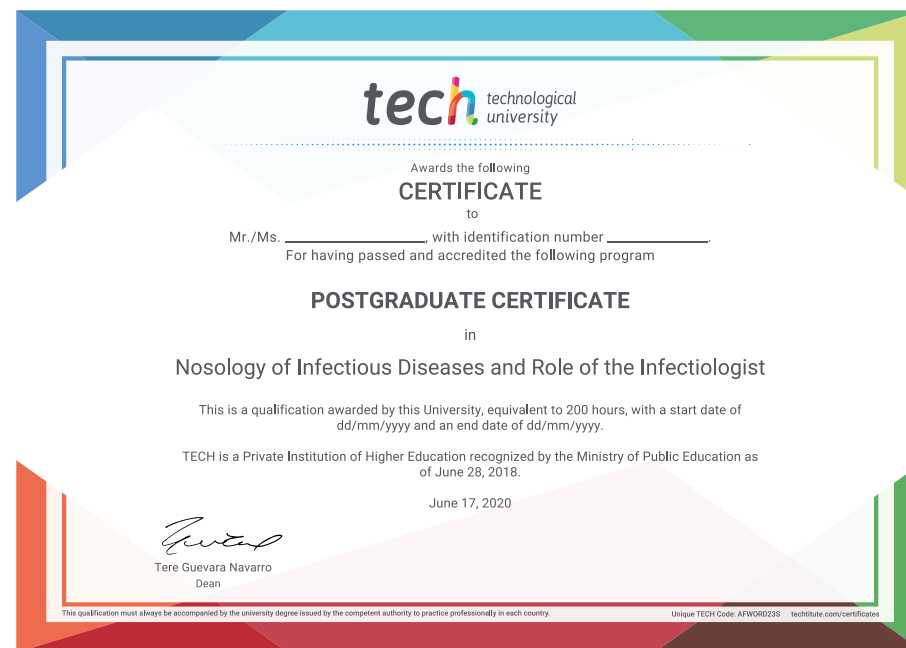 tech technological
university
Awards the following
CERTIFICATE
to
Mr./Ms. ____________________, with identification number ______________.
For having passed and accredited the following program
POSTGRADUATE CERTIFICATE
in
Nosology of Infectious Diseases and Role of the Infectiologist
This is a qualification awarded by this University, equivalent to 200 hours, with a start date of
dd/mm/yyyy and an end date of dd/mm/yyyy.
TECH is a Private Institution of Higher Education recognized by the Ministry of Public Education as
of June 28, 2018.
June 17, 2020
Tere Guevara Navarro
Dean
This qualification must always be accompanied by the university degree issued by the competent authority to practice professionally in each country. Unique TECH Code: AFWORD23S techtitute.com/certificates